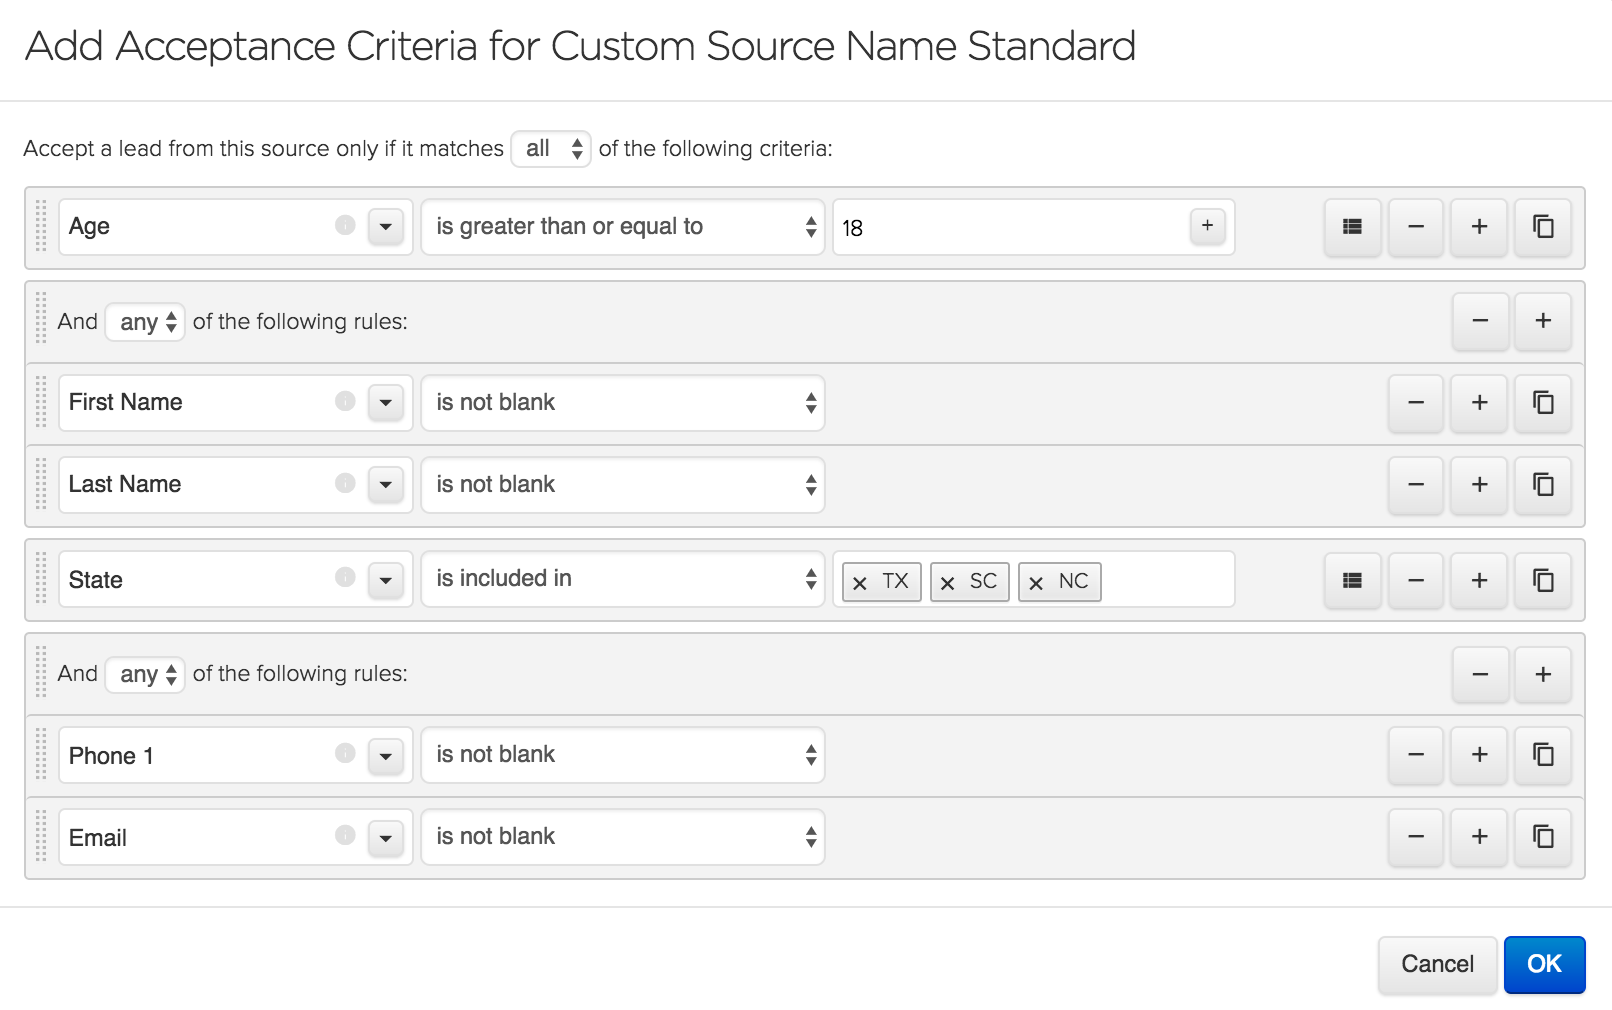 Add Acceptance Criteria for Custom Source Name Standard
Accept a lead from this source only if it matches all of the following criteria:
Age is greater than or equal to 18
And any of the following rules:
First Name is not blank
Last Name is not blank
State is included in TX SC NC
And any of the following rules:
Phone 1 is not blank
Email is not blank
Cancel OK